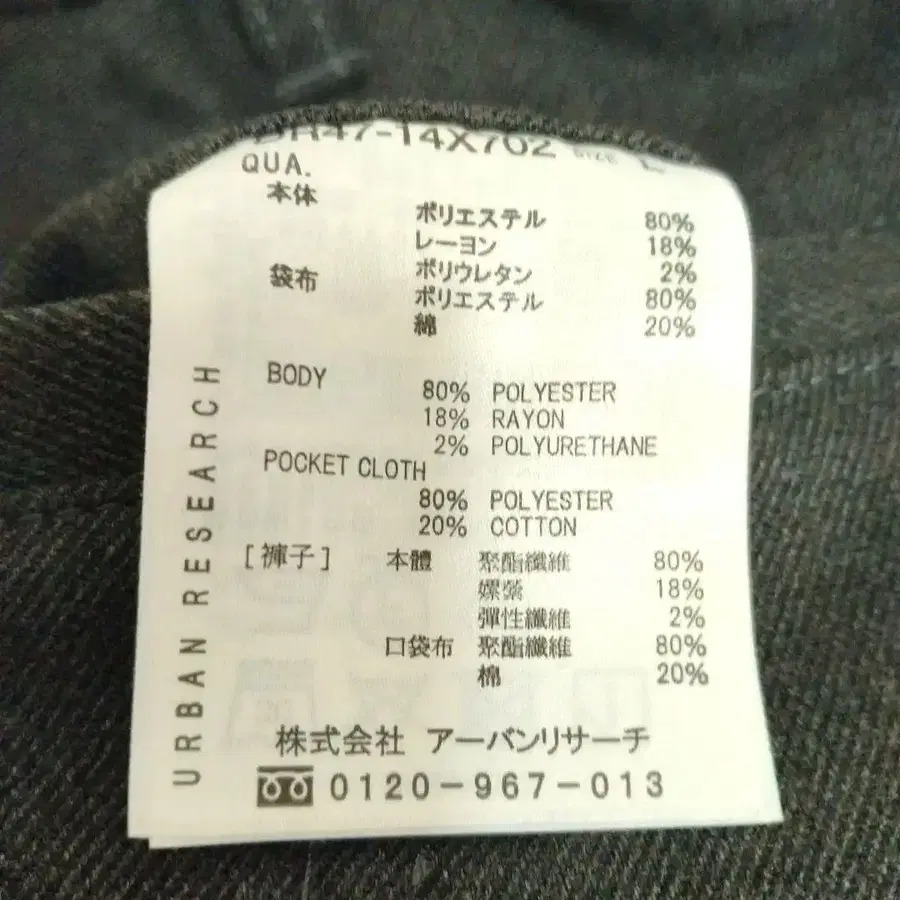 R47-14X702 SIZE L
QUA.
本体
ポリエステル 80%
レーヨン 18%
ポリウレタン 2%
袋布
ポリエステル 80%
綿 20%
BODY
80% POLYESTER
18% RAYON
2% POLYURETHANE
POCKET CLOTH
80% POLYESTER
20% COTTON
[褲子] 本體 聚酯纖維 80%
嫘縈 18%
彈性纖維 2%
口袋布 聚酯纖維 80%
棉 20%
株式会社 アーバンリサーチ
0120-967-013
URBAN RESEARCH